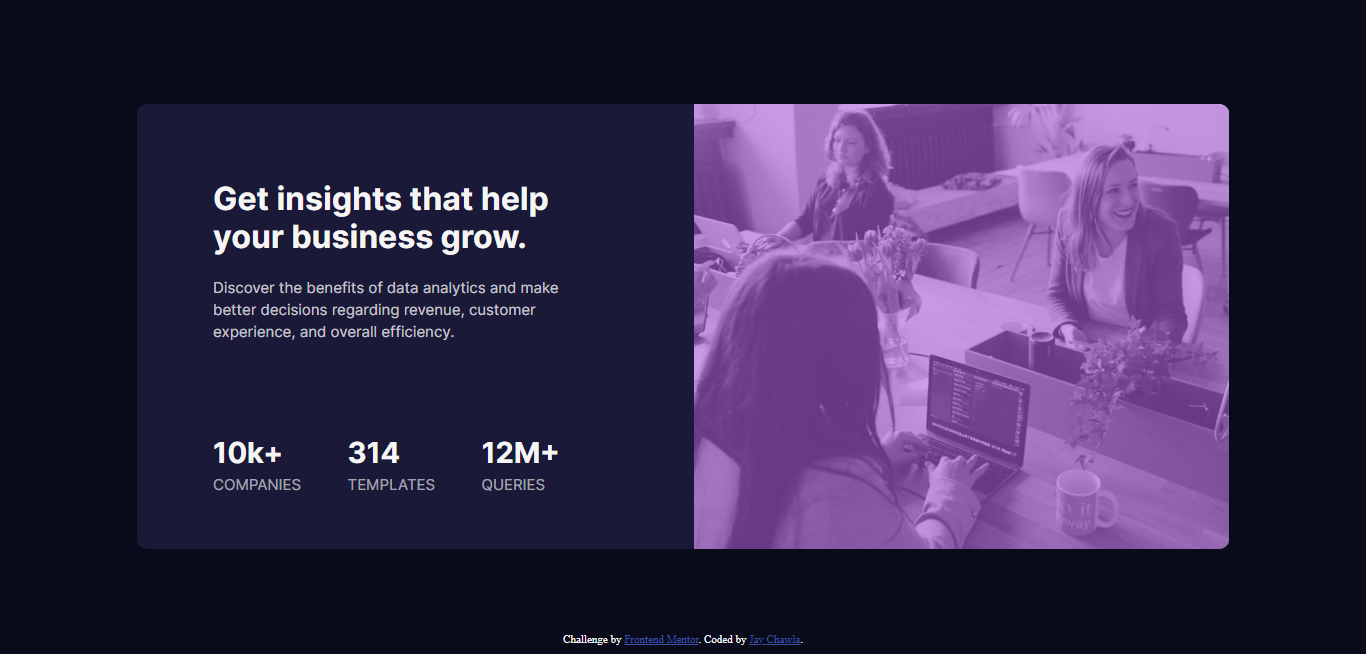 Get insights that help
your business grow.
Discover the benefits of data analytics and make
better decisions regarding revenue, customer
experience, and overall efficiency.
10k+ 314 12M+
COMPANIES TEMPLATES QUERIES
Challenge by Frontend Mentor. Coded by Jay Chawla.